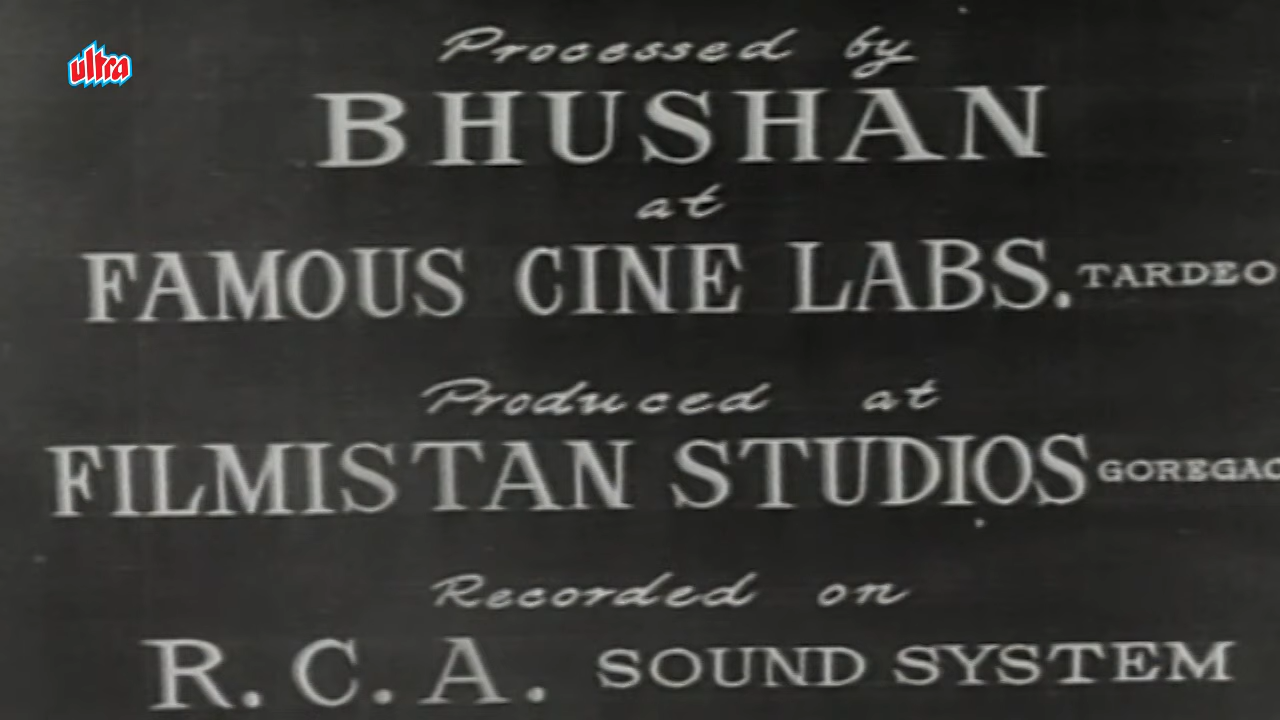 ultra
Processed by
BHUSHAN
at
FAMOUS CINE LABS. TARDEO
Produced at
FILMISTAN STUDIOS
Recorded on
R.C.A. SOUND SYSTEM